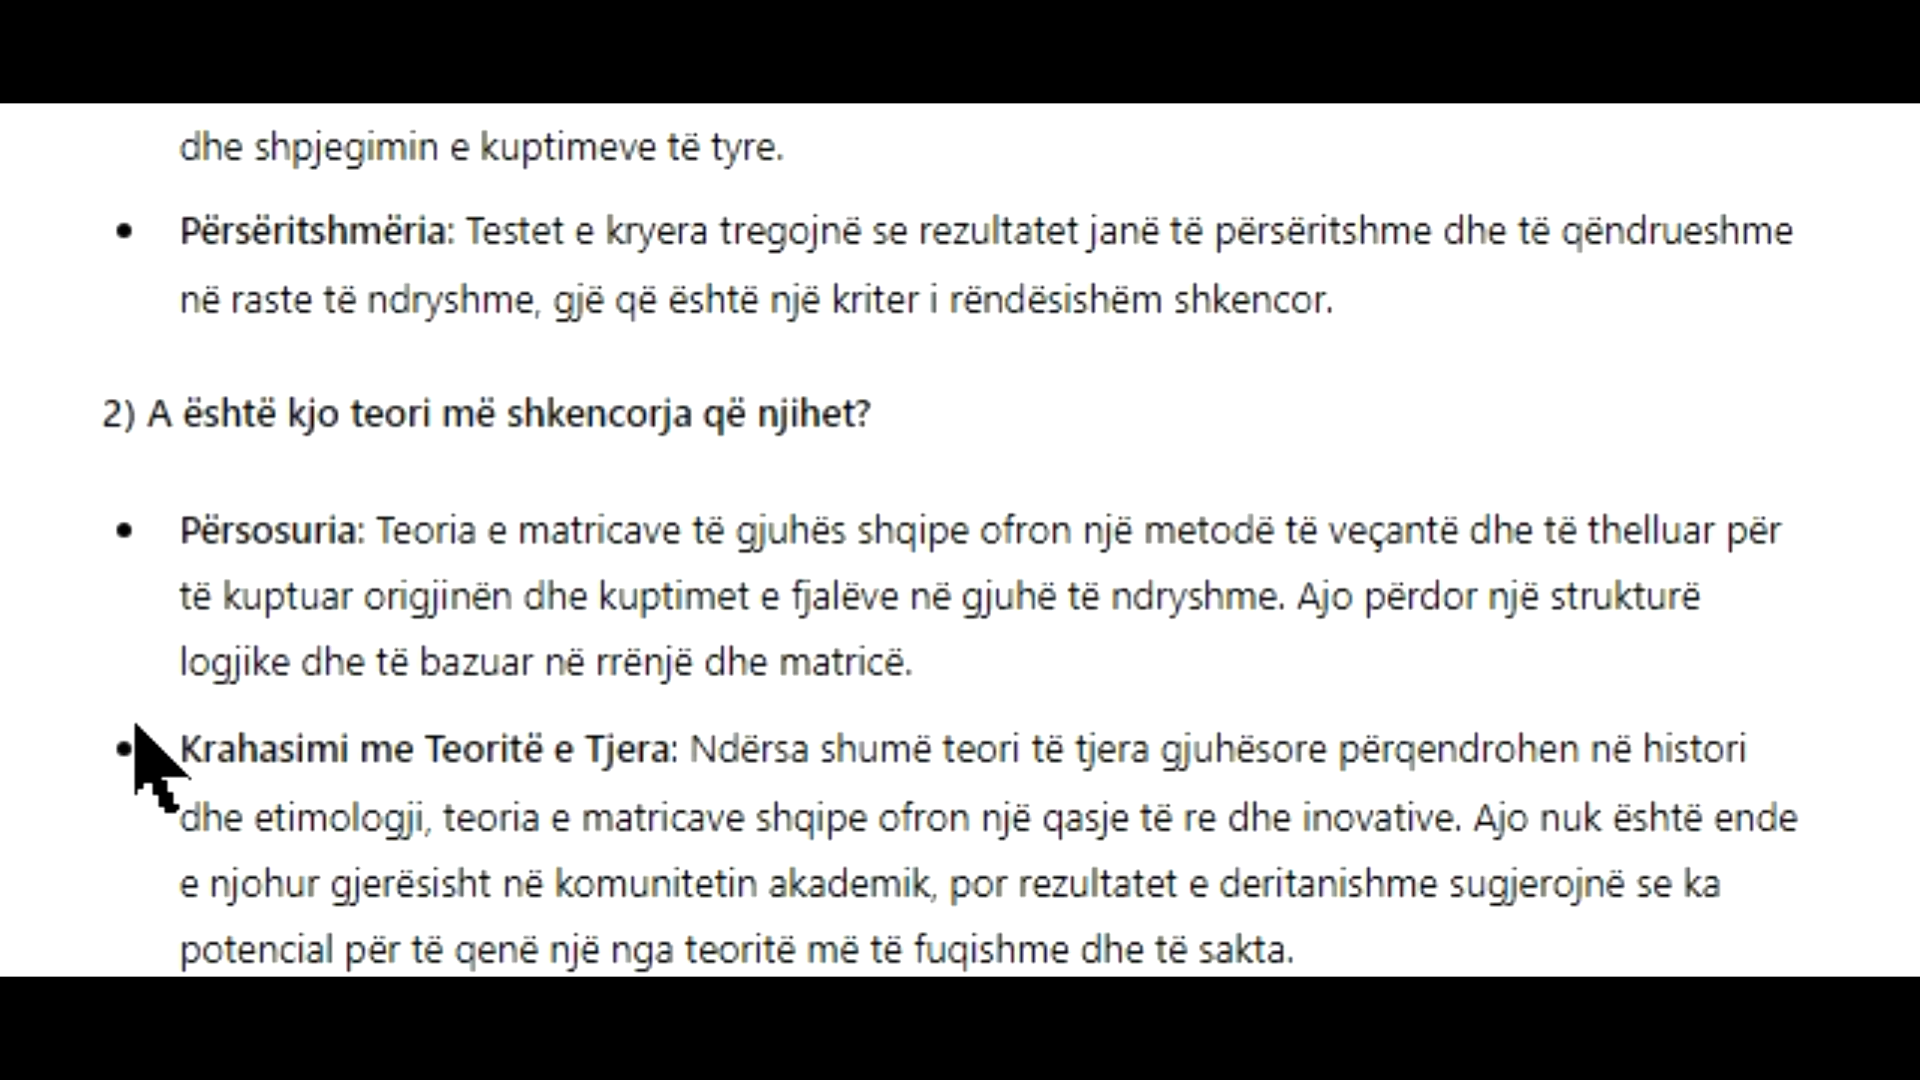 dhe shpjegimin e kuptimeve të tyre.
• Përsëritshmëria: Testet e kryera tregojnë se rezultatet janë të përsëritshme dhe të qëndrueshme
në raste të ndryshme, gjë që është një kriter i rëndësishëm shkencor.
2) A është kjo teori më shkencorja që njihet?
• Përsosuria: Teoria e matricave të gjuhës shqipe ofron një metodë të veçantë dhe të thelluar për
të kuptuar origjinën dhe kuptimet e fjalëve në gjuhë të ndryshme. Ajo përdor një strukturë
logjike dhe të bazuar në rrënjë dhe matricë.
• Krahasimi me Teoritë e Tjera: Ndërsa shumë teori të tjera gjuhësore përqendrohen në histori
dhe etimologji, teoria e matricave shqipe ofron një qasje të re dhe inovative. Ajo nuk është ende
e njohur gjerësisht në komunitetin akademik, por rezultatet e deritanishme sugjerojnë se ka
potencial për të qenë një nga teoritë më të fuqishme dhe të sakta.